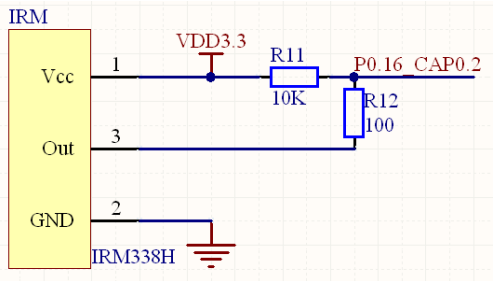 IRM
VDD3.3
Vcc 1 R11 P0.16_CAP0.2
10K R12
100
Out 3
GND 2
IRM338H